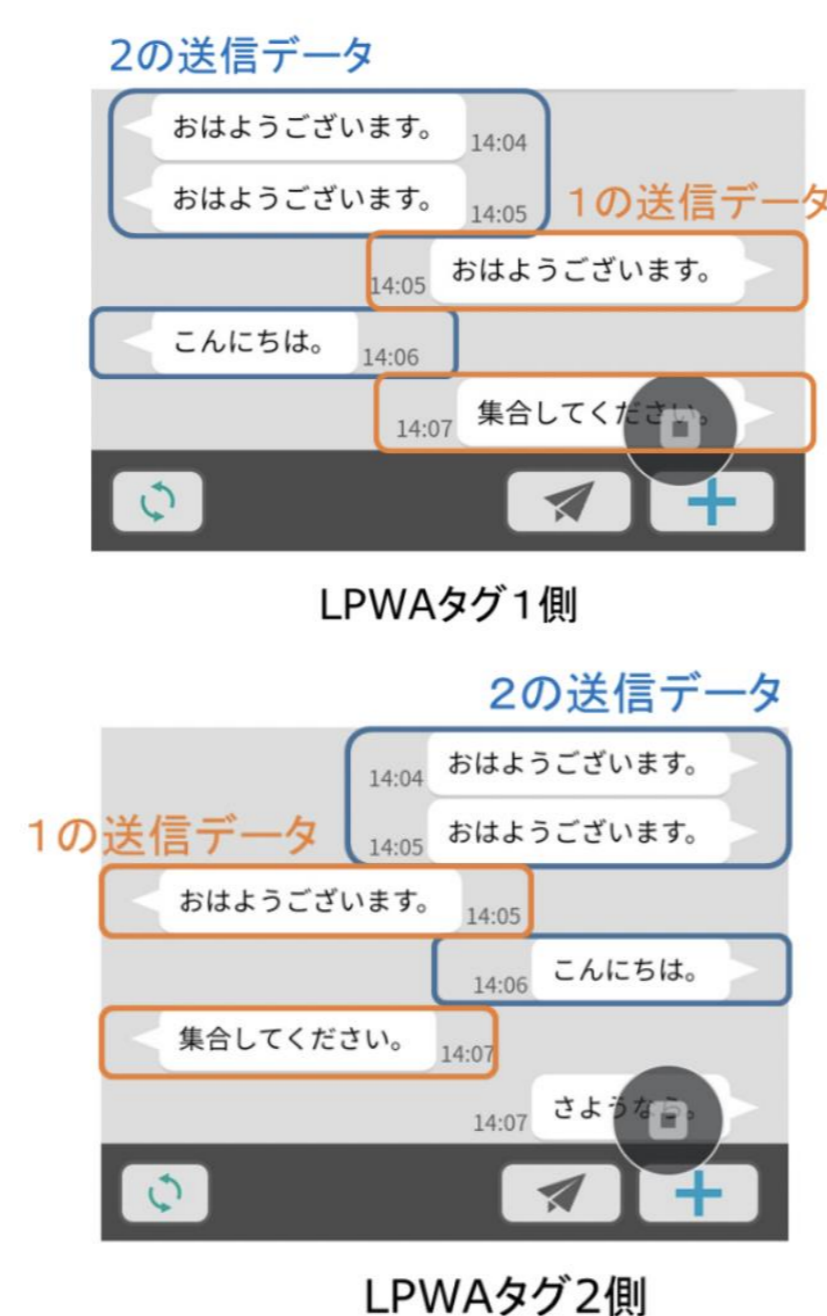 2の送信データ
おはようございます。 14:04
おはようございます。 14:05
1の送信データ
14:05 おはようございます。
こんにちは。 14:06
14:07 集合してください。
LPWAタグ1側
2の送信データ
14:04 おはようございます。
14:05 おはようございます。
1の送信データ
おはようございます。 14:05
14:06 こんにちは。
集合してください。 14:07
14:07 さようなら。
LPWAタグ2側